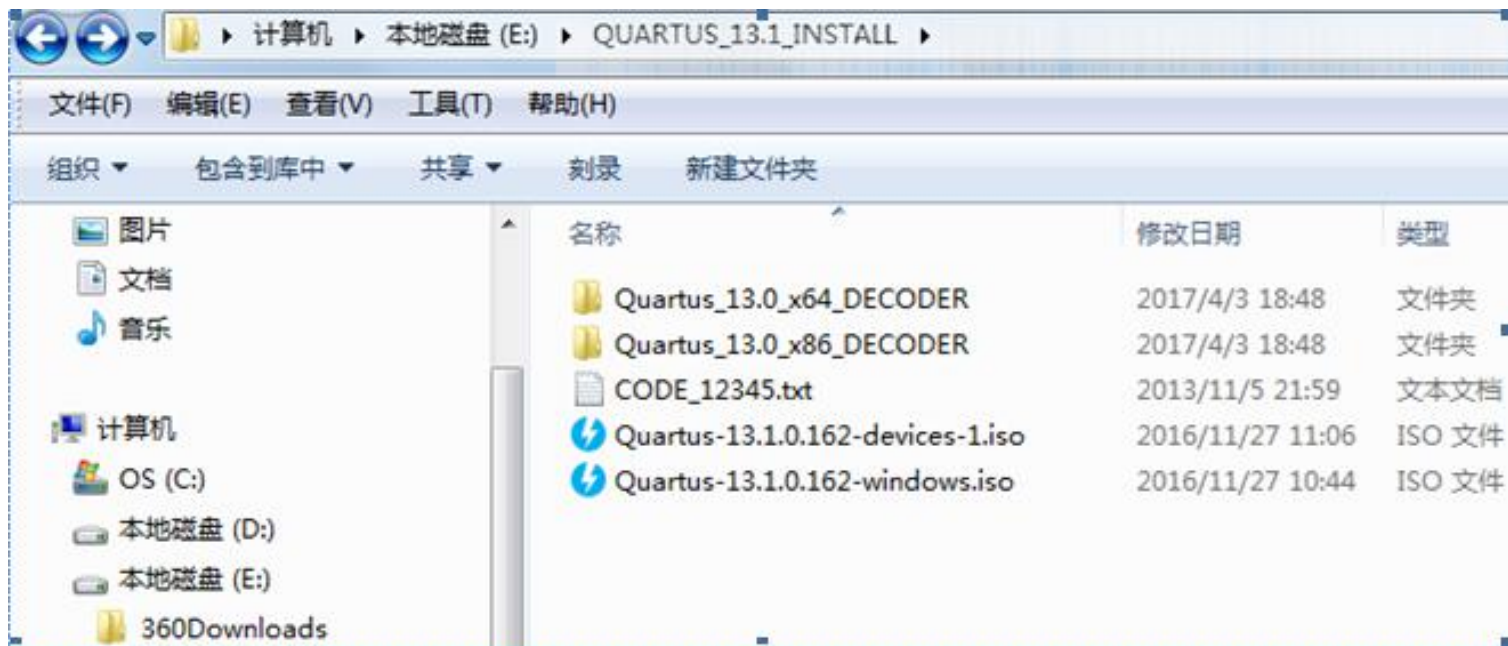 计算机 本地磁盘 (E:) QUARTUS_13.1_INSTALL
文件(F) 编辑(E) 查看(V) 工具(T) 帮助(H)
组织 包含到库中 共享 刻录 新建文件夹
图片
文档
音乐
计算机
OS (C:)
本地磁盘 (D:)
本地磁盘 (E:)
360Downloads
名称 修改日期 类型
Quartus_13.0_x64_DECODER 2017/4/3 18:48 文件夹
Quartus_13.0_x86_DECODER 2017/4/3 18:48 文件夹
CODE_12345.txt 2013/11/5 21:59 文本文档
Quartus-13.1.0.162-devices-1.iso 2016/11/27 11:06 ISO 文件
Quartus-13.1.0.162-windows.iso 2016/11/27 10:44 ISO 文件